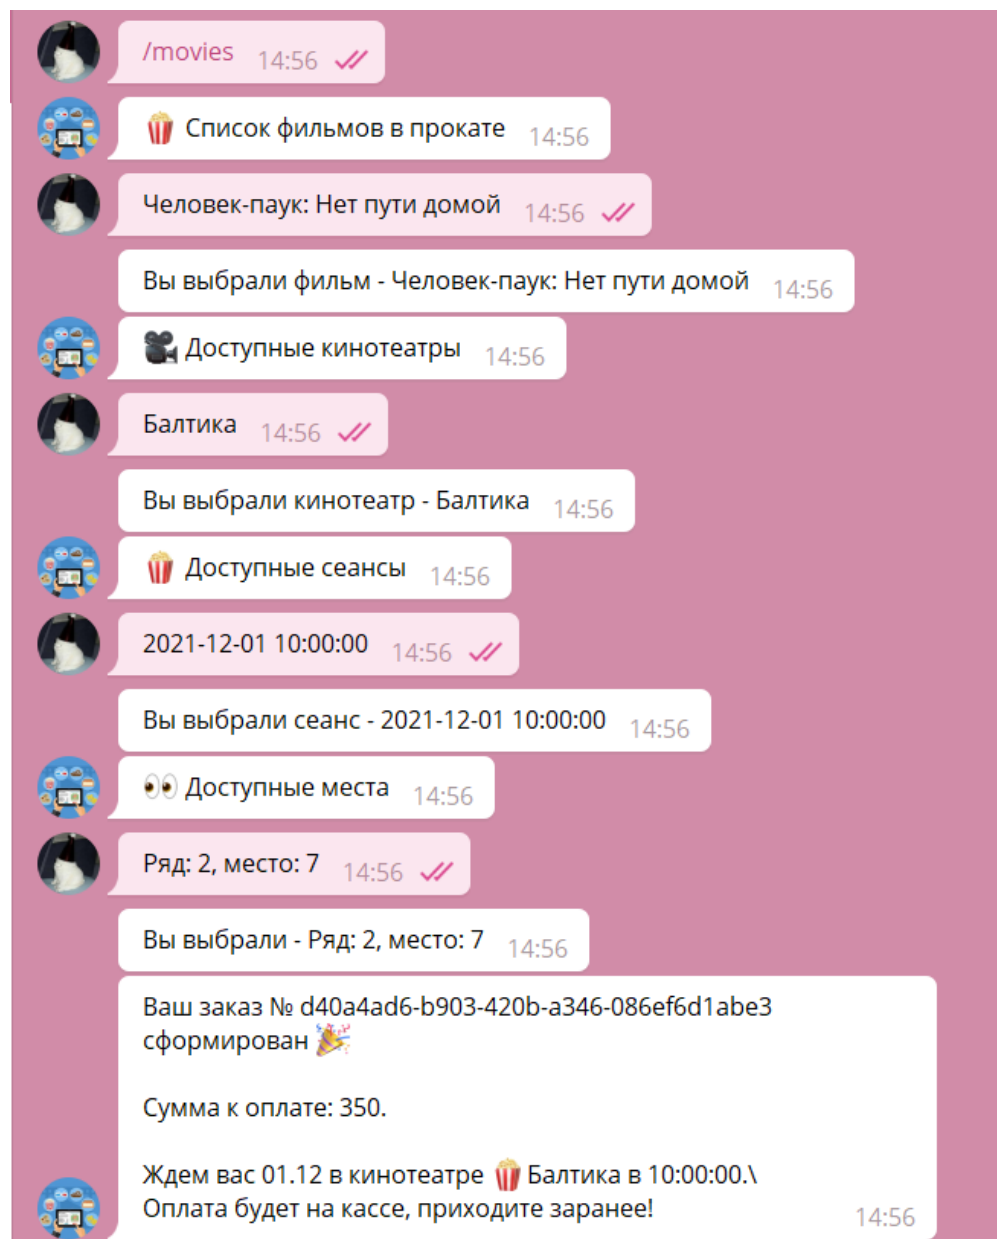 /movies 14:56
🍿 Список фильмов в прокате 14:56
Человек-паук: Нет пути домой 14:56
Вы выбрали фильм - Человек-паук: Нет пути домой 14:56
🎥 Доступные кинотеатры 14:56
Балтика 14:56
Вы выбрали кинотеатр - Балтика 14:56
🍿 Доступные сеансы 14:56
2021-12-01 10:00:00 14:56
Вы выбрали сеанс - 2021-12-01 10:00:00 14:56
👀 Доступные места 14:56
Ряд: 2, место: 7 14:56
Вы выбрали - Ряд: 2, место: 7 14:56
Ваш заказ № d40a4ad6-b903-420b-a346-086ef6d1abe3
сформирован 🎉
Сумма к оплате: 350.
Ждем вас 01.12 в кинотеатре 🍿 Балтика в 10:00:00.\
Оплата будет на кассе, приходите заранее! 14:56